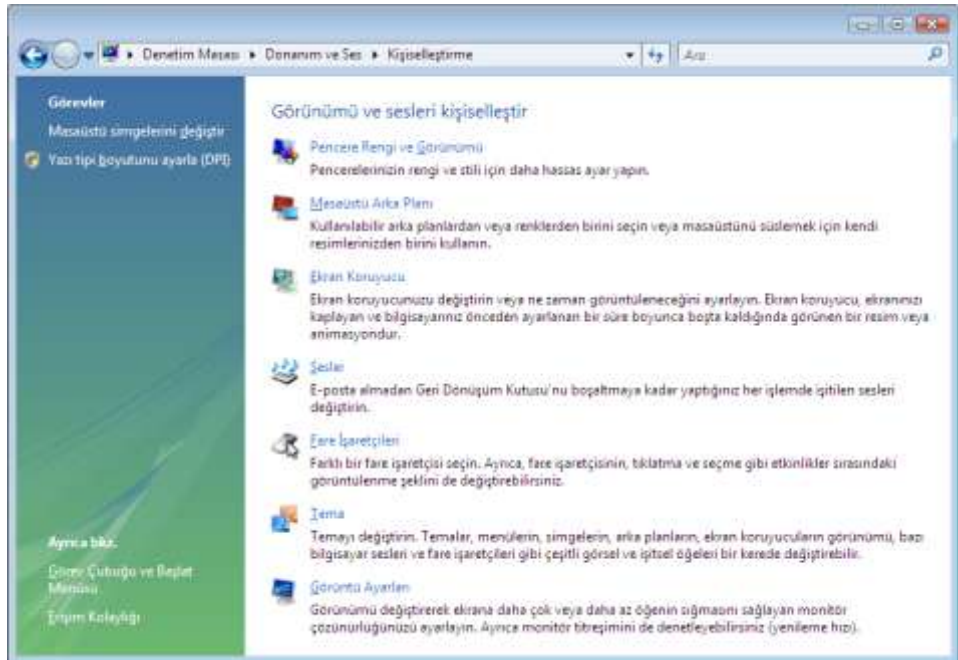 Denetim Masası ▸ Donanım ve Ses ▸ Kişiselleştirme
Ara
Görevler
Masaüstü simgelerini değiştir
Yazı tipi boyutunu ayarla (DPI)
Görünümü ve sesleri kişiselleştir
Pencere Rengi ve Görünümü
Pencerelerinizin rengi ve stili için daha hassas ayar yapın.
Masaüstü Arka Planı
Kullanılabilir arka planlardan veya renklerden birini seçin veya masaüstünü süslemek için kendi
resimlerinizden birini kullanın.
Ekran Koruyucu
Ekran koruyucunuzu değiştirin veya ne zaman görüntüleneceğini ayarlayın. Ekran koruyucu, ekranınızı
kaplayan ve bilgisayarınız önceden ayarlanan bir süre boyunca boşta kaldığında görünen bir resim veya
animasyondur.
Sesler
E-posta almadan Geri Dönüşüm Kutusu'nu boşaltmaya kadar yaptığınız her işlemde işitilen sesleri
değiştirin.
Fare İşaretçileri
Farklı bir fare işaretçisi seçin. Ayrıca, fare işaretçisinin, tıklatma ve seçme gibi etkinlikler sırasındaki
görüntülenme şeklini de değiştirebilirsiniz.
Tema
Temayı değiştirin. Temalar, menülerin, simgelerin, arka planların, ekran koruyucuların görünümü, bazı
bilgisayar sesleri ve fare işaretçileri gibi çeşitli görsel ve işitsel öğeleri bir kerede değiştirebilir.
Görüntü Ayarları
Görünümü değiştirerek ekrana daha çok veya daha az öğenin sığmasını sağlayan monitör
çözünürlüğünüzü ayarlayın. Ayrıca monitör titreşimini de denetleyebilirsiniz (yenileme hızı).
Ayrıca bkz.
Görev Çubuğu ve Başlat
Menüsü
Erişim Kolaylığı